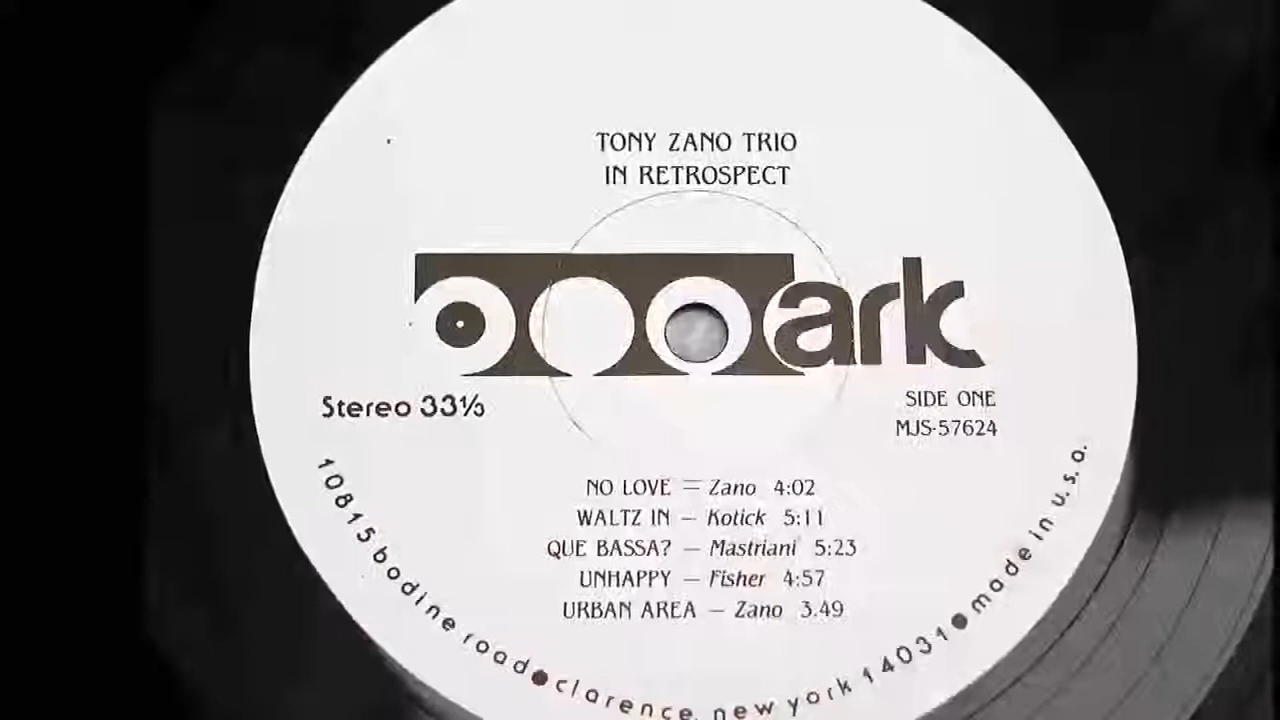 TONY ZANO TRIO
IN RETROSPECT
mark
Stereo 33⅓
SIDE ONE
MJS-57624
NO LOVE — Zano 4:02
WALTZ IN — Kotick 5:11
QUE BASSA? — Mastriani 5:23
UNHAPPY — Fisher 4:57
URBAN AREA — Zano 3.49
10815 bodine road●clarence, new york 14031●made in u.s.a.